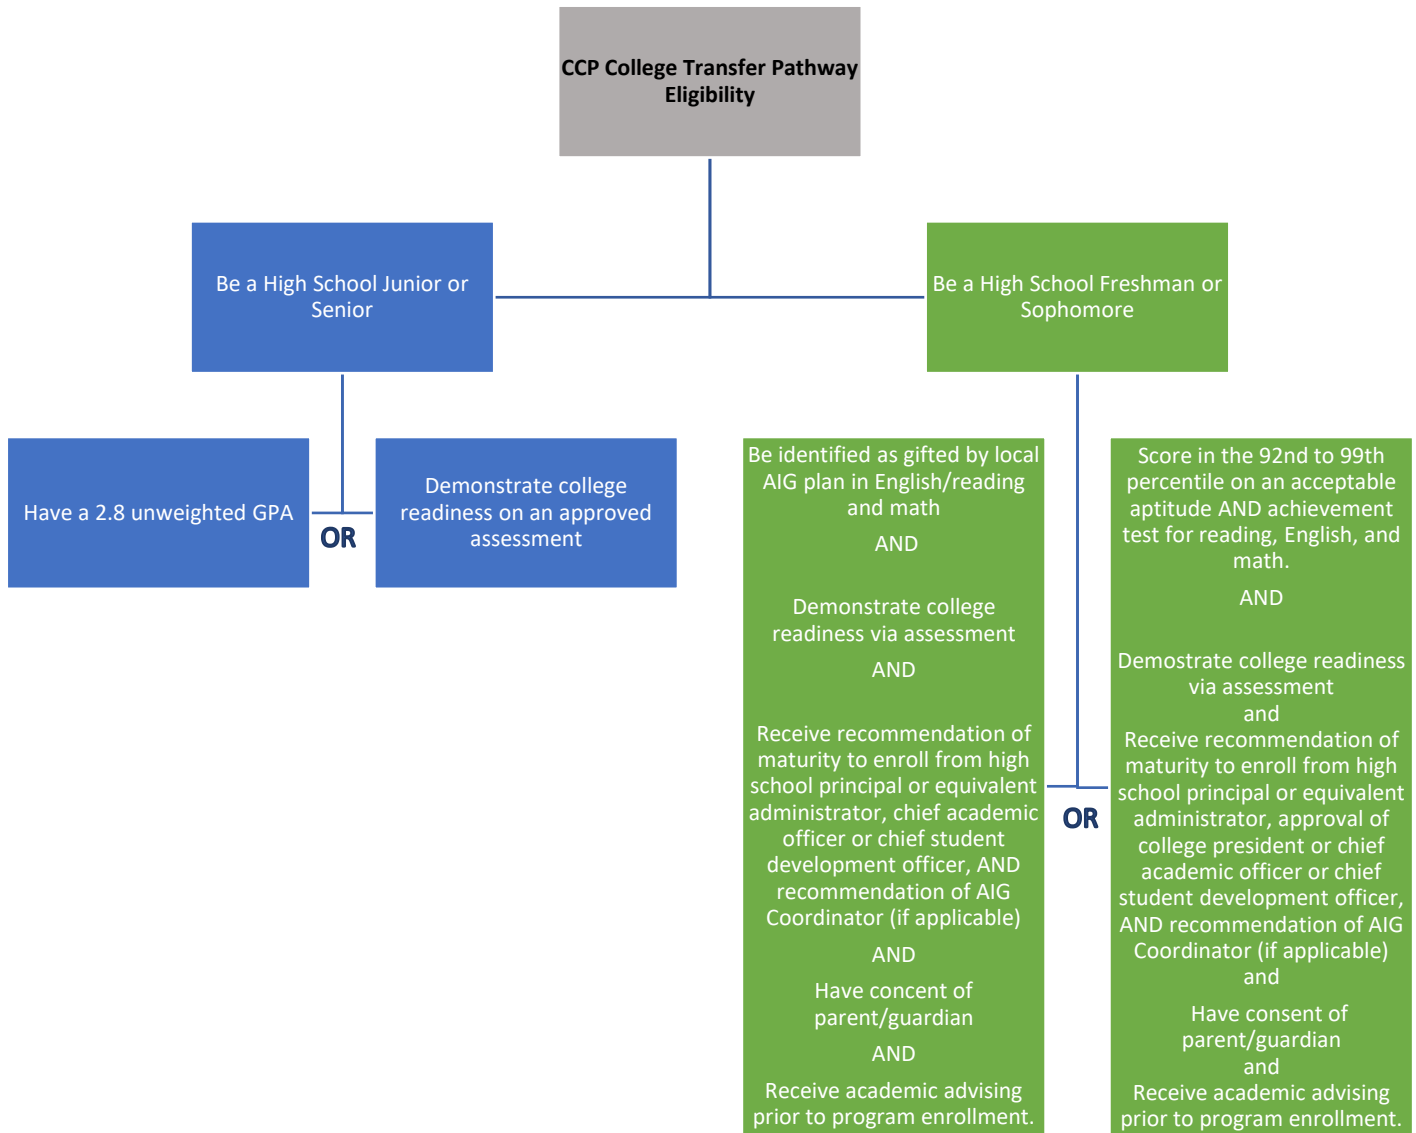 CCP College Transfer Pathway
Eligibility
Be a High School Junior or
Senior
Be a High School Freshman or
Sophomore
Have a 2.8 unweighted GPA
OR
Demonstrate college
readiness on an approved
assessment
Be identified as gifted by local
AIG plan in English/reading
and math
AND
Demonstrate college
readiness via assessment
AND
Receive recommendation of
maturity to enroll from high
school principal or equivalent
administrator, chief academic
officer or chief student
development officer, AND
recommendation of AIG
Coordinator (if applicable)
AND
Have concent of
parent/guardian
AND
Receive academic advising
prior to program enrollment.
OR
Score in the 92nd to 99th
percentile on an acceptable
aptitude AND achievement
test for reading, English, and
math.
AND
Demostrate college readiness
via assessment
and
Receive recommendation of
maturity to enroll from high
school principal or equivalent
administrator, approval of
college president or chief
academic officer or chief
student development officer,
AND recommendation of AIG
Coordinator (if applicable)
and
Have consent of
parent/guardian
and
Receive academic advising
prior to program enrollment.